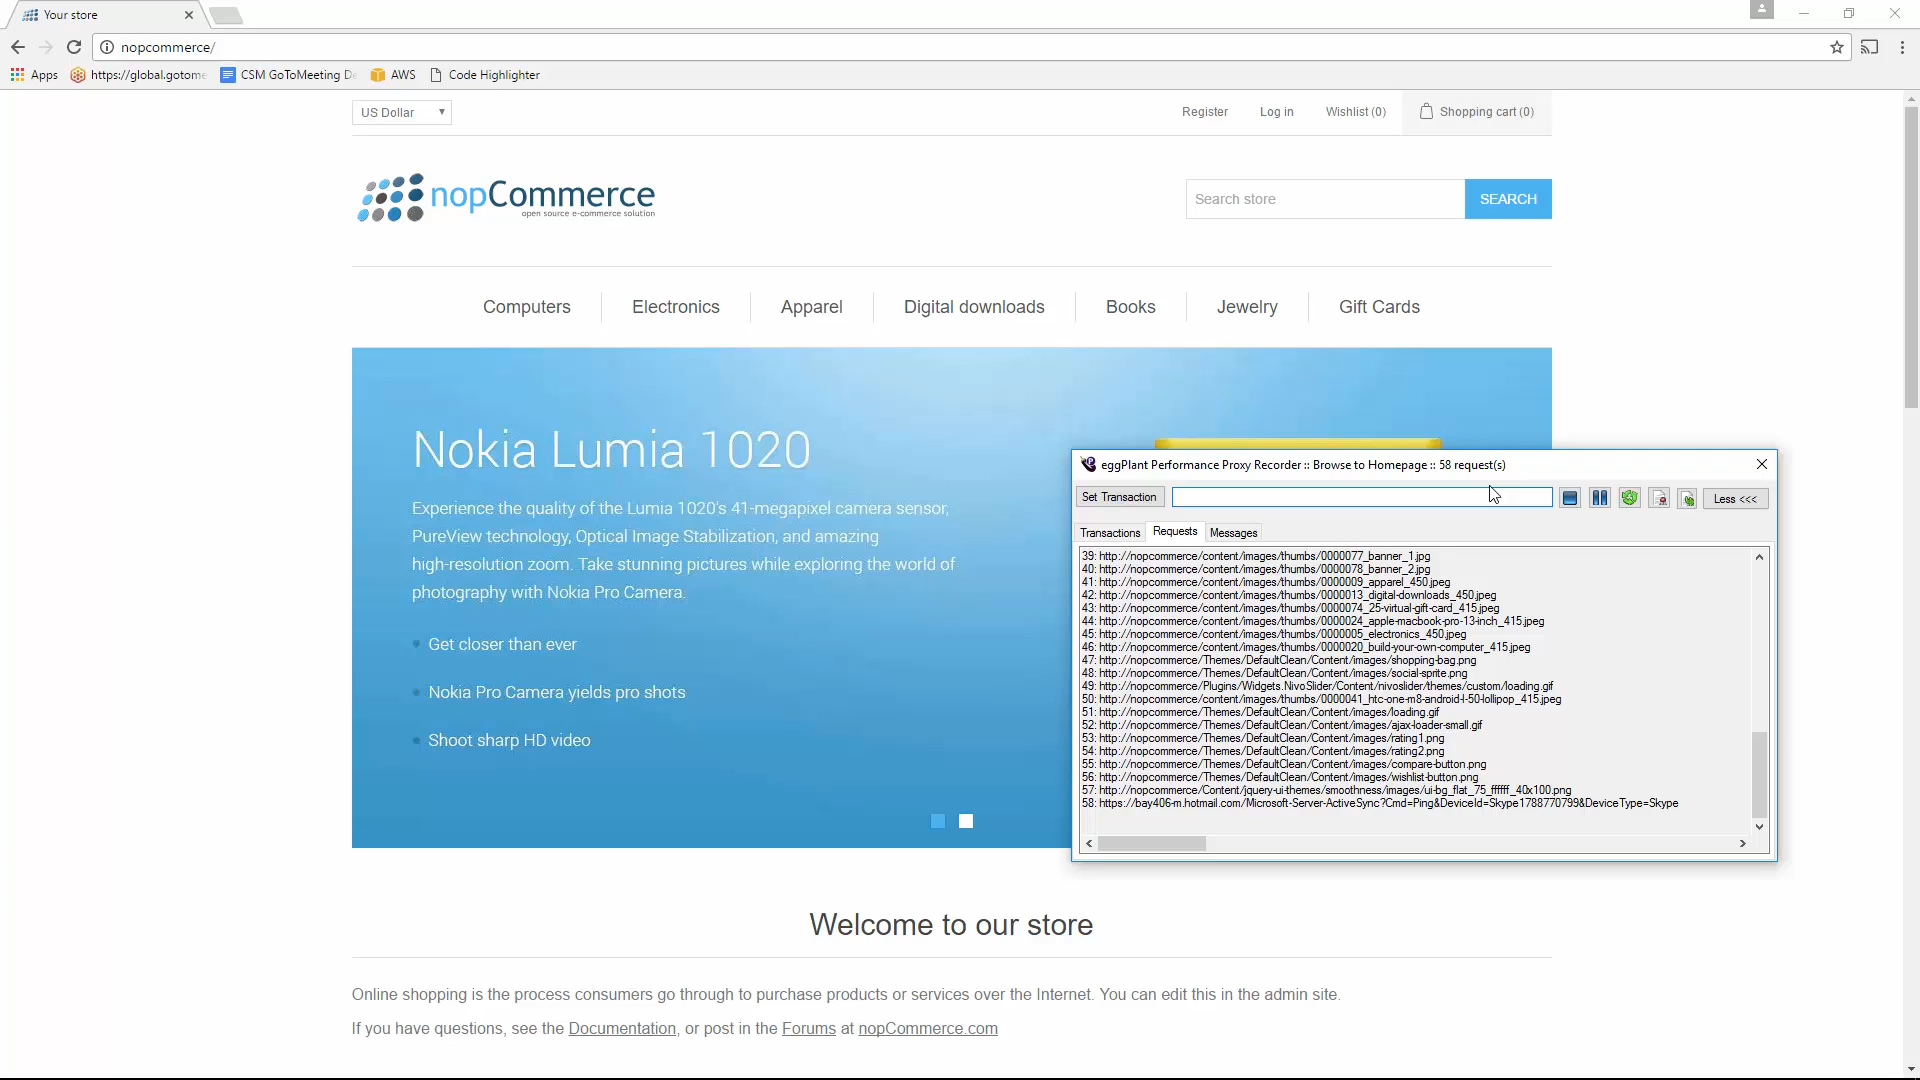 Your store
nopcommerce/
Apps
https://global.gotome
CSM GoToMeeting De
AWS
Code Highlighter
US Dollar
Register
Log in
Wishlist (0)
Shopping cart (0)
nopCommerce
open source e-commerce solution
Search store
SEARCH
Computers
Electronics
Apparel
Digital downloads
Books
Jewelry
Gift Cards
Nokia Lumia 1020
Experience the quality of the Lumia 1020's 41-megapixel camera sensor,
PureView technology, Optical Image Stabilization, and amazing
high-resolution zoom. Take stunning pictures while exploring the world of
photography with Nokia Pro Camera.
Get closer than ever
Nokia Pro Camera yields pro shots
Shoot sharp HD video
eggPlant Performance Proxy Recorder :: Browse to Homepage :: 58 request(s)
Set Transaction
Less <<<
Transactions
Requests
Messages
39: http://nopcommerce/content/images/thumbs/0000077_banner_1.jpg
40: http://nopcommerce/content/images/thumbs/0000078_banner_2.jpg
41: http://nopcommerce/content/images/thumbs/0000009_apparel_450.jpeg
42: http://nopcommerce/content/images/thumbs/0000013_digital-downloads_450.jpeg
43: http://nopcommerce/content/images/thumbs/0000074_25-virtual-gift-card_415.jpeg
44: http://nopcommerce/content/images/thumbs/0000024_apple-macbook-pro-13-inch_415.jpeg
45: http://nopcommerce/content/images/thumbs/0000005_electronics_450.jpeg
46: http://nopcommerce/content/images/thumbs/0000020_build-your-own-computer_415.jpeg
47: http://nopcommerce/Themes/DefaultClean/Content/images/shopping-bag.png
48: http://nopcommerce/Themes/DefaultClean/Content/images/social-sprite.png
49: http://nopcommerce/Plugins/Widgets.NivoSlider/Content/nivoslider/themes/custom/loading.gif
50: http://nopcommerce/content/images/thumbs/0000041_htc-one-m8-android-l-50-lollipop_415.jpeg
51: http://nopcommerce/Themes/DefaultClean/Content/images/loading.gif
52: http://nopcommerce/Themes/DefaultClean/Content/images/ajax-loader-small.gif
53: http://nopcommerce/Themes/DefaultClean/Content/images/rating1.png
54: http://nopcommerce/Themes/DefaultClean/Content/images/rating2.png
55: http://nopcommerce/Themes/DefaultClean/Content/images/compare-button.png
56: http://nopcommerce/Themes/DefaultClean/Content/images/wishlist-button.png
57: http://nopcommerce/Content/jquery-ui-themes/smoothness/images/ui-bg_flat_75_ffffff_40x100.png
58: https://bay406-m.hotmail.com/Microsoft-Server-ActiveSync?Cmd=Ping&DeviceId=Skype1788770799&DeviceType=Skype
Welcome to our store
Online shopping is the process consumers go through to purchase products or services over the Internet. You can edit this in the admin site.
If you have questions, see the Documentation, or post in the Forums at nopCommerce.com